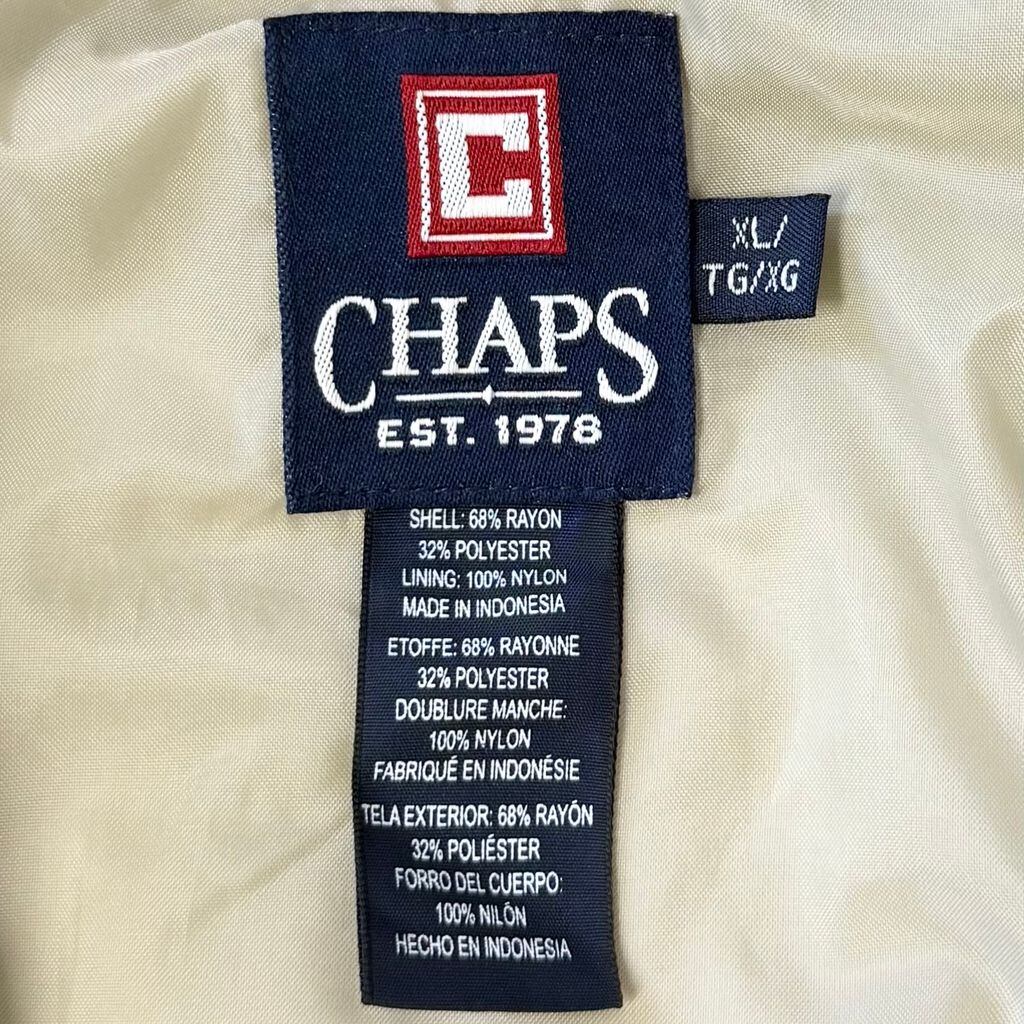 C
CHAPS
EST. 1978
XL/
TG/XG
SHELL: 68% RAYON
32% POLYESTER
LINING: 100% NYLON
MADE IN INDONESIA
ETOFFE: 68% RAYONNE
32% POLYESTER
DOUBLURE MANCHE:
100% NYLON
FABRIQUÉ EN INDONÉSIE
TELA EXTERIOR: 68% RAYÓN
32% POLIÉSTER
FORRO DEL CUERPO:
100% NILÓN
HECHO EN INDONESIA